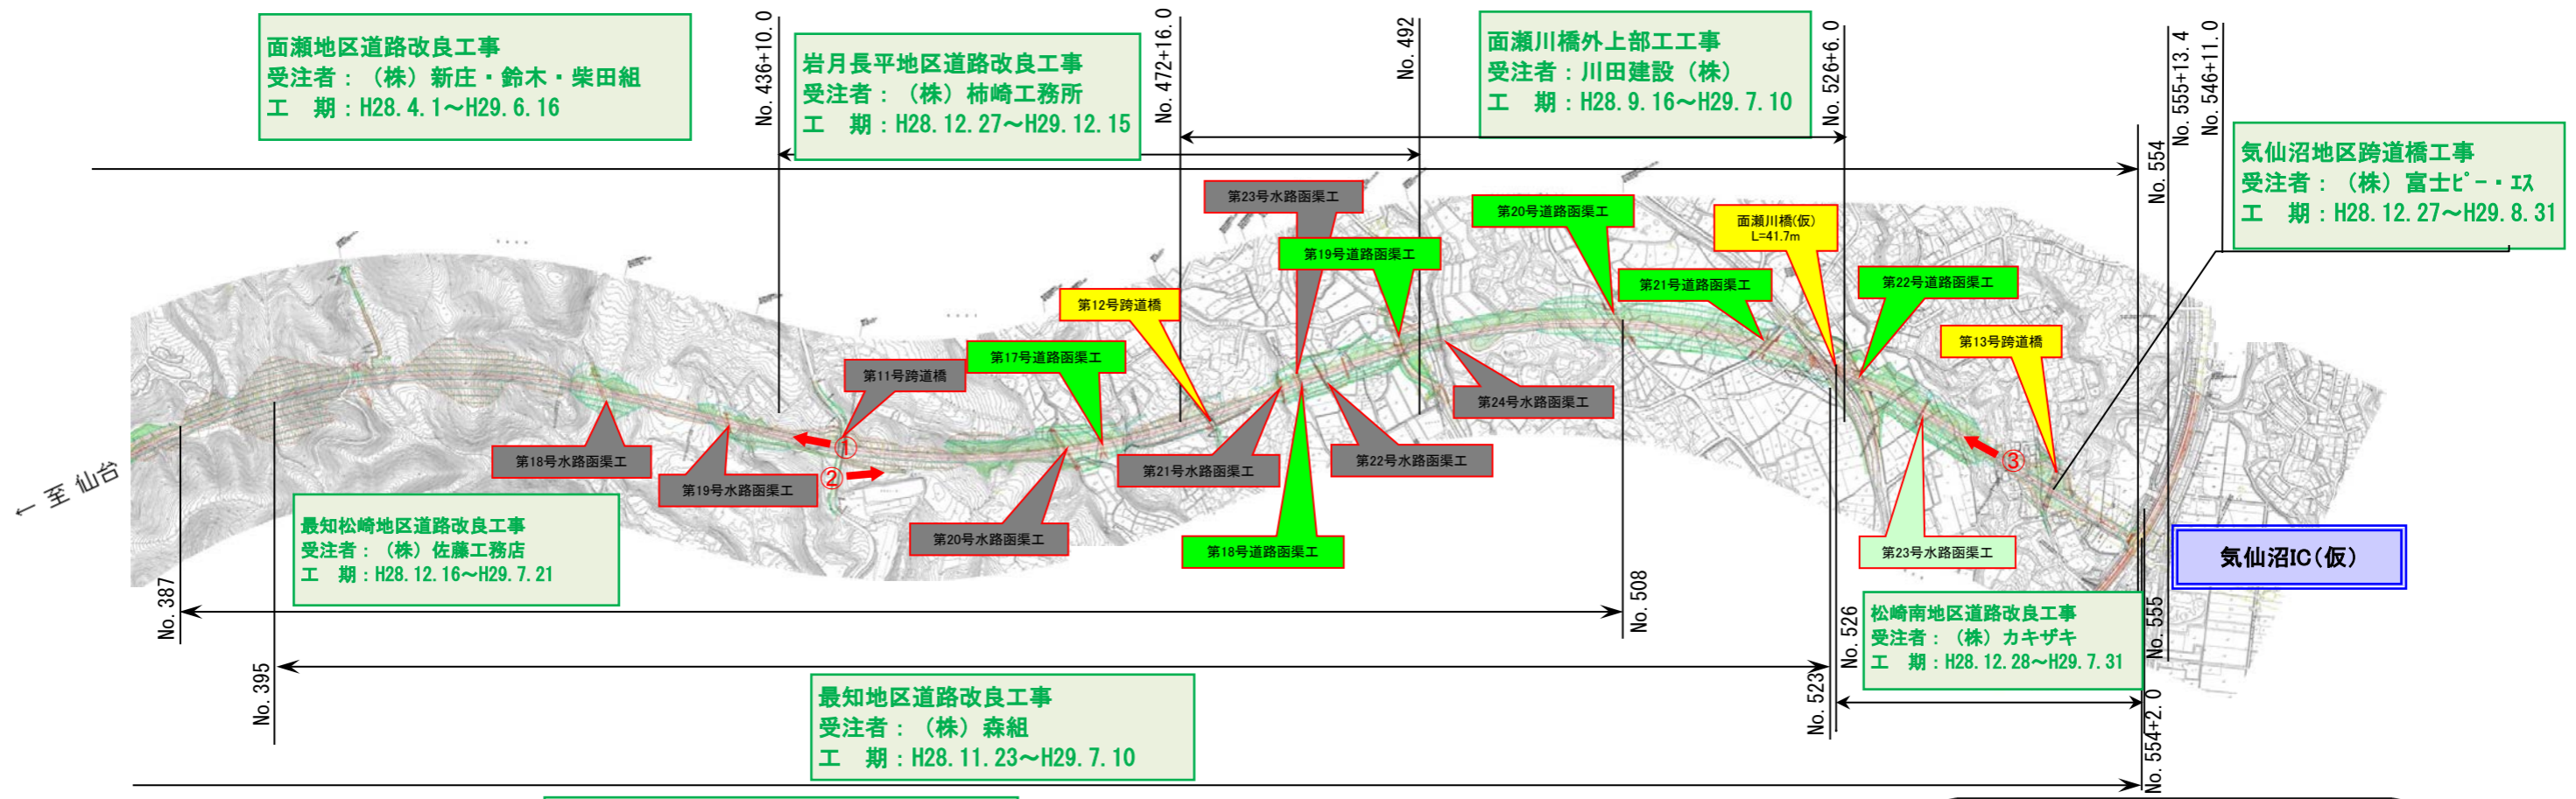 面瀬地区道路改良工事
受注者：（株）新庄・鈴木・柴田組
工　期：H28.4.1～H29.6.16
No.436+10.0
岩月長平地区道路改良工事
受注者：（株）柿崎工務所
工　期：H28.12.27～H29.12.15
No.472+16.0
No.492
面瀬川橋外上部工工事
受注者：川田建設（株）
工　期：H28.9.16～H29.7.10
No.526+6.0
No.554
No.555+13.4
No.546+11.0
気仙沼地区跨道橋工事
受注者：（株）富士ピー・エス
工　期：H28.12.27～H29.8.31
第23号水路函渠工
第19号道路函渠工
第20号道路函渠工
面瀬川橋(仮)
L=41.7m
第21号道路函渠工
第22号道路函渠工
第12号跨道橋
第17号道路函渠工
第11号跨道橋
第13号跨道橋
第24号水路函渠工
①
②
③
第18号水路函渠工
第19号水路函渠工
第20号水路函渠工
第21号水路函渠工
第22号水路函渠工
第18号道路函渠工
第23号水路函渠工
←至 仙台
気仙沼IC(仮)
最知松崎地区道路改良工事
受注者：（株）佐藤工務店
工　期：H28.12.16～H29.7.21
No.387
No.508
松崎南地区道路改良工事
受注者：（株）カキザキ
工　期：H28.12.28～H29.7.31
No.526
No.555
No.395
No.523
No.554+2.0
最知地区道路改良工事
受注者：（株）森組
工　期：H28.11.23～H29.7.10